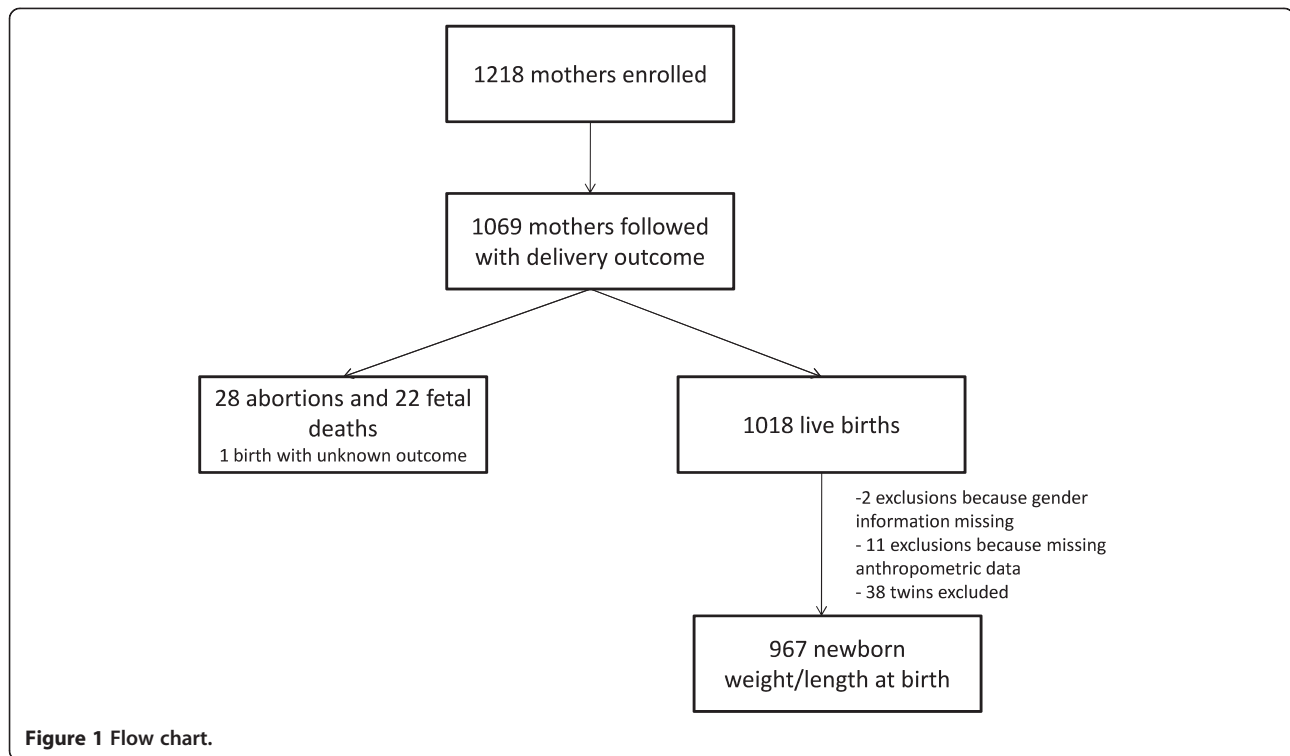 1218 mothers enrolled
1069 mothers followed
with delivery outcome
28 abortions and 22 fetal
deaths
1 birth with unknown outcome
1018 live births
-2 exclusions because gender
information missing
- 11 exclusions because missing
anthropometric data
- 38 twins excluded
967 newborn
weight/length at birth
Figure 1 Flow chart.